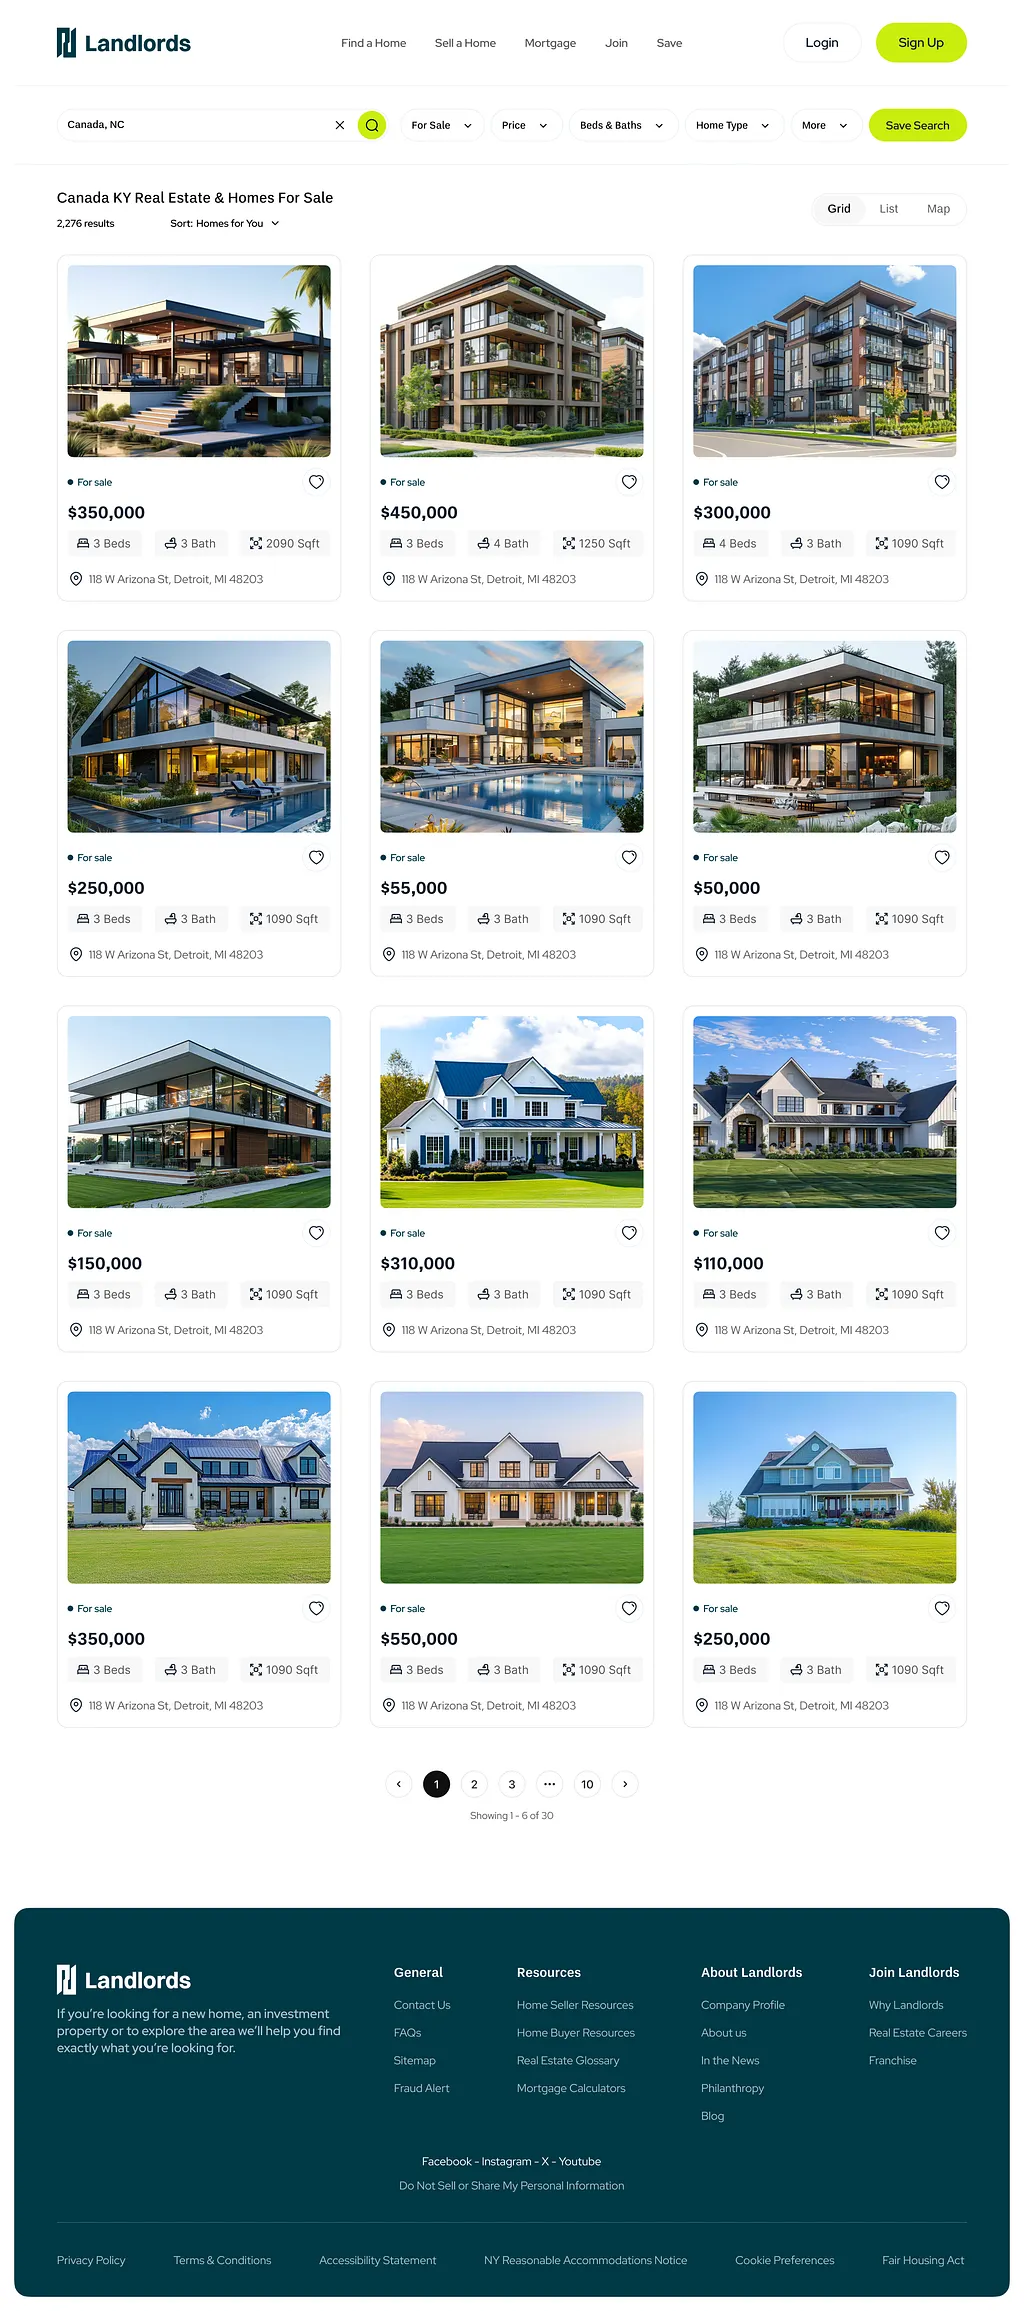 Landlords
Find a Home Sell a Home Mortgage Join Save Login Sign Up
Canada, NC For Sale Price Beds & Baths Home Type More Save Search
Canada KY Real Estate & Homes For Sale
2,276 results Sort: Homes for You Grid List Map
For sale For sale For sale
$350,000 $450,000 $300,000
3 Beds 3 Bath 2090 Sqft 3 Beds 4 Bath 1250 Sqft 4 Beds 3 Bath 1090 Sqft
118 W Arizona St, Detroit, MI 48203 118 W Arizona St, Detroit, MI 48203 118 W Arizona St, Detroit, MI 48203
For sale For sale For sale
$250,000 $55,000 $50,000
3 Beds 3 Bath 1090 Sqft 3 Beds 3 Bath 1090 Sqft 3 Beds 3 Bath 1090 Sqft
118 W Arizona St, Detroit, MI 48203 118 W Arizona St, Detroit, MI 48203 118 W Arizona St, Detroit, MI 48203
For sale For sale For sale
$150,000 $310,000 $110,000
3 Beds 3 Bath 1090 Sqft 3 Beds 3 Bath 1090 Sqft 3 Beds 3 Bath 1090 Sqft
118 W Arizona St, Detroit, MI 48203 118 W Arizona St, Detroit, MI 48203 118 W Arizona St, Detroit, MI 48203
For sale For sale For sale
$350,000 $550,000 $250,000
3 Beds 3 Bath 1090 Sqft 3 Beds 3 Bath 1090 Sqft 3 Beds 3 Bath 1090 Sqft
118 W Arizona St, Detroit, MI 48203 118 W Arizona St, Detroit, MI 48203 118 W Arizona St, Detroit, MI 48203
1 2 3 ... 10
Showing 1 - 6 of 30
Landlords
If you’re looking for a new home, an investment
property or to explore the area we’ll help you find
exactly what you’re looking for.
General
Contact Us
FAQs
Sitemap
Fraud Alert
Resources
Home Seller Resources
Home Buyer Resources
Real Estate Glossary
Mortgage Calculators
About Landlords
Company Profile
About us
In the News
Philanthropy
Blog
Join Landlords
Why Landlords
Real Estate Careers
Franchise
Facebook - Instagram - X - Youtube
Do Not Sell or Share My Personal Information
Privacy Policy Terms & Conditions Accessibility Statement NY Reasonable Accommodations Notice Cookie Preferences Fair Housing Act